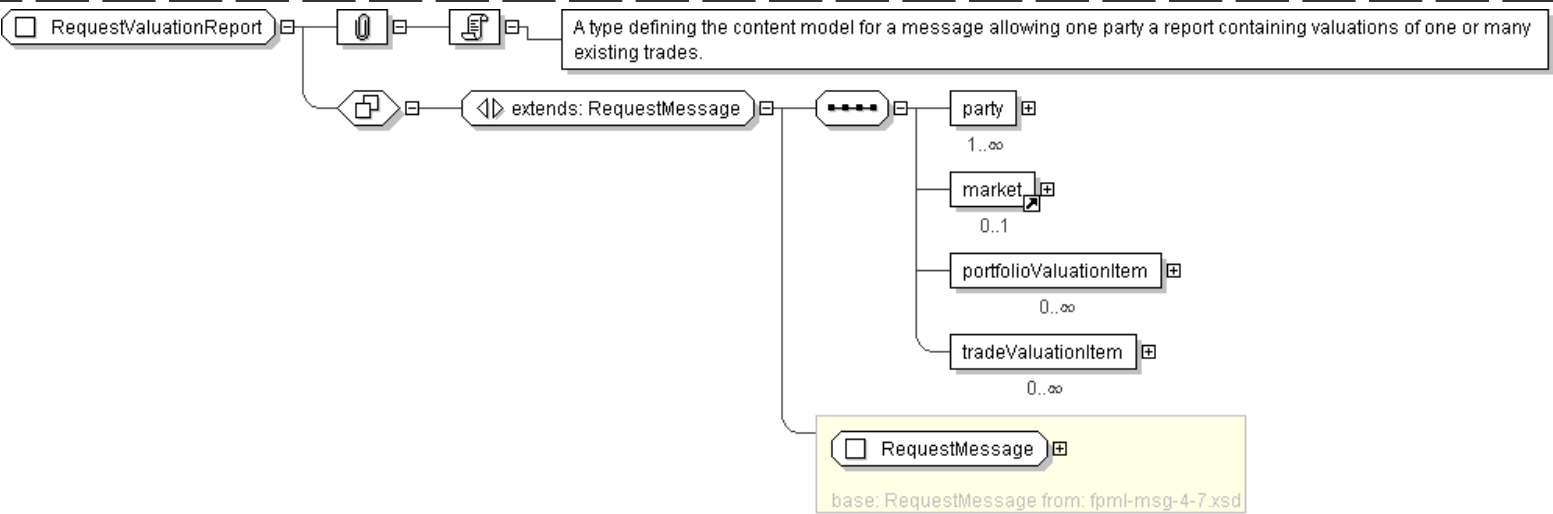 RequestValuationReport
A type defining the content model for a message allowing one party a report containing valuations of one or many
existing trades.
extends: RequestMessage
party
1..∞
market
0..1
portfolioValuationItem
0..∞
tradeValuationItem
0..∞
RequestMessage
base: RequestMessage from: fpml-msg-4-7.xsd